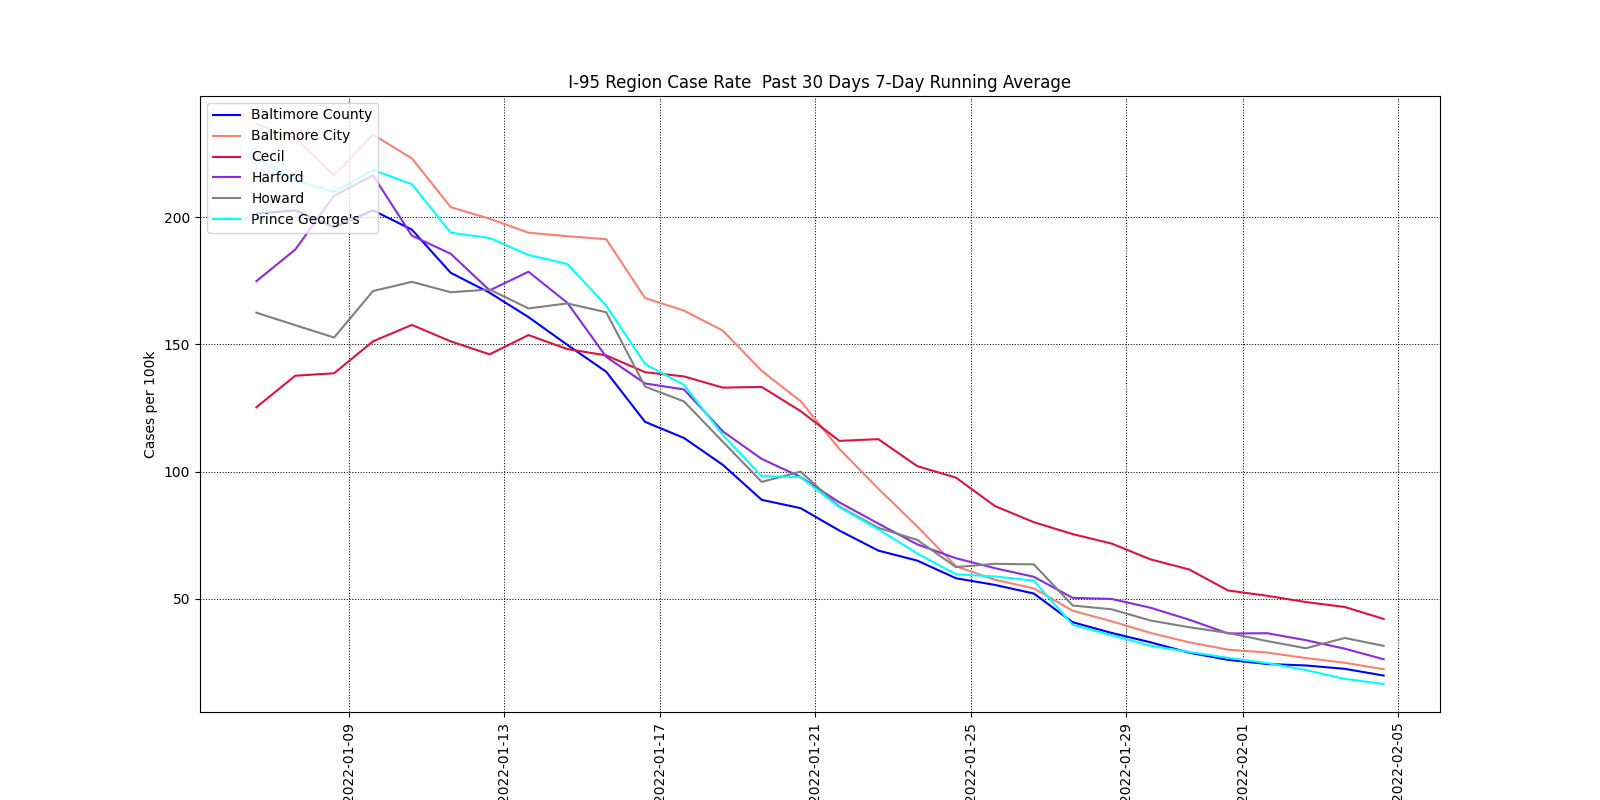 I-95 Region Case Rate  Past 30 Days 7-Day Running Average
Baltimore County
Baltimore City
Cecil
Harford
Howard
Prince George's
Cases per 100k
200
150
100
50
2022-01-09
2022-01-13
2022-01-17
2022-01-21
2022-01-25
2022-01-29
2022-02-01
2022-02-05